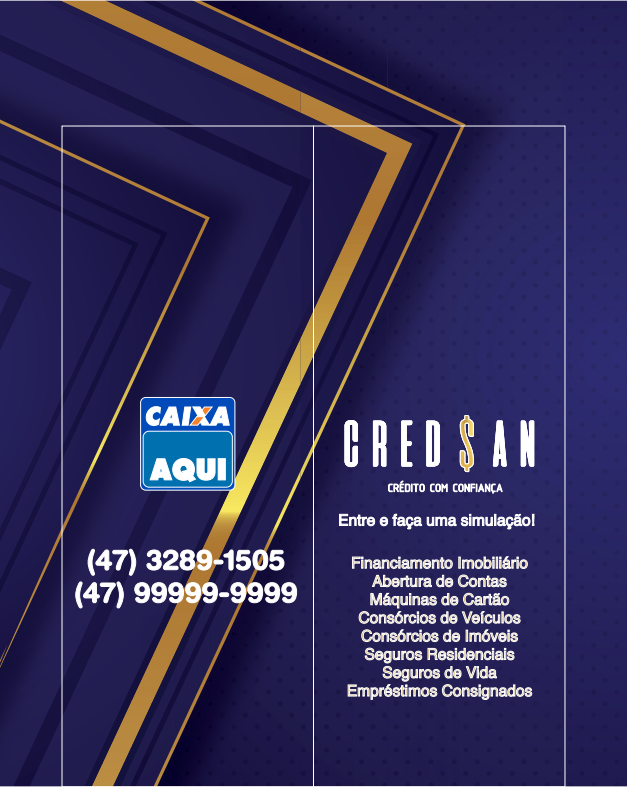 CAIXA
AQUI
(47) 3289-1505
(47) 99999-9999
CRED$AN
CRÉDITO COM CONFIANÇA
Entre e faça uma simulação!
Financiamento Imobiliário
Abertura de Contas
Máquinas de Cartão
Consórcios de Veículos
Consórcios de Imóveis
Seguros Residenciais
Seguros de Vida
Empréstimos Consignados